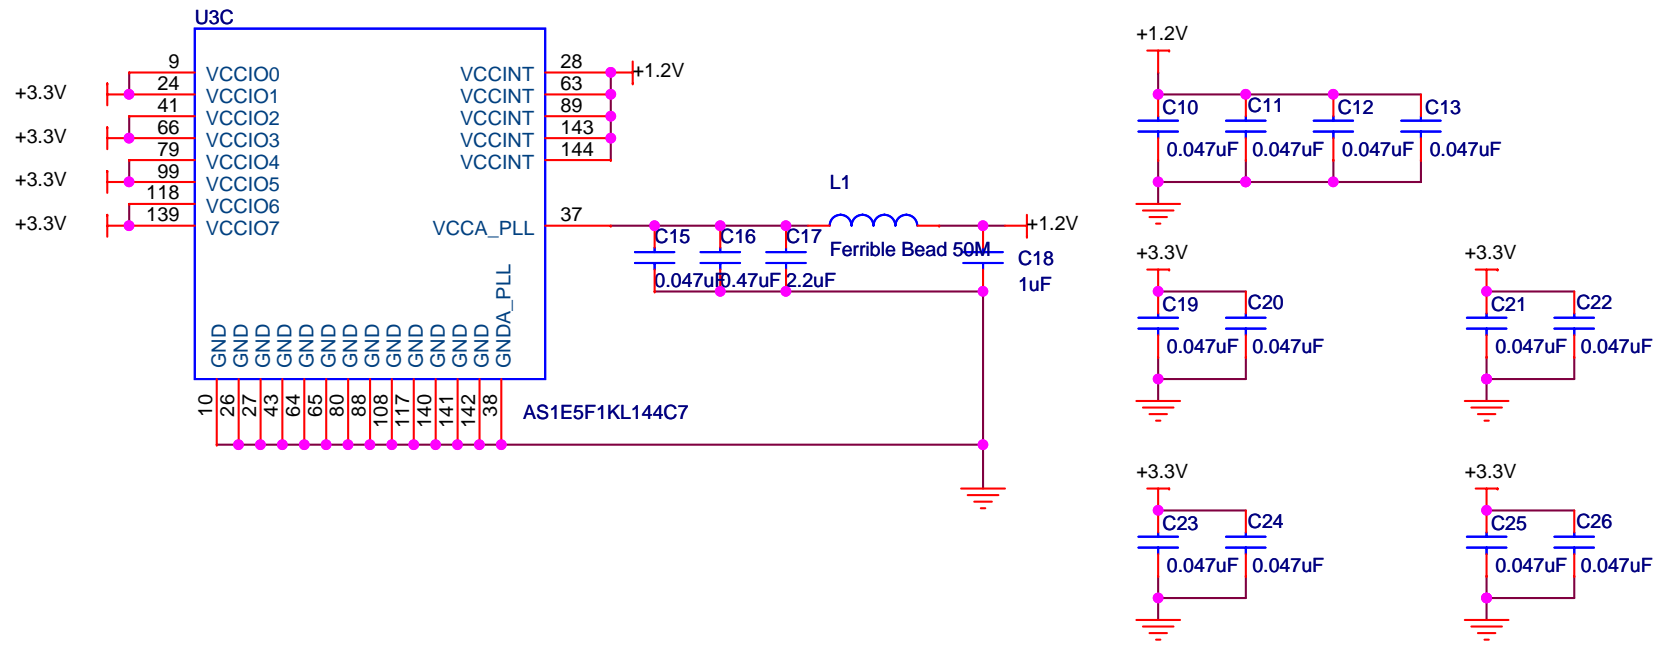 U3C
9
24
41
66
79
99
118
139
+3.3V
+3.3V
+3.3V
+3.3V
VCCIO0
VCCIO1
VCCIO2
VCCIO3
VCCIO4
VCCIO5
VCCIO6
VCCIO7
VCCINT
VCCINT
VCCINT
VCCINT
VCCINT
VCCA_PLL
28
63
89
143
144
37
+1.2V
GND
GND
GND
GND
GND
GND
GND
GND
GND
GND
GND
GND
GND
GNDA_PLL
10
26
27
43
64
65
80
88
108
117
140
141
142
38
AS1E5F1KL144C7
C15
0.047uF
C16
0.47uF
C17
2.2uF
L1
Ferrible Bead 50M
+1.2V
C18
1uF
+1.2V
C10
0.047uF
C11
0.047uF
C12
0.047uF
C13
0.047uF
+3.3V
C19
0.047uF
C20
0.047uF
+3.3V
C21
0.047uF
C22
0.047uF
+3.3V
C23
0.047uF
C24
0.047uF
+3.3V
C25
0.047uF
C26
0.047uF